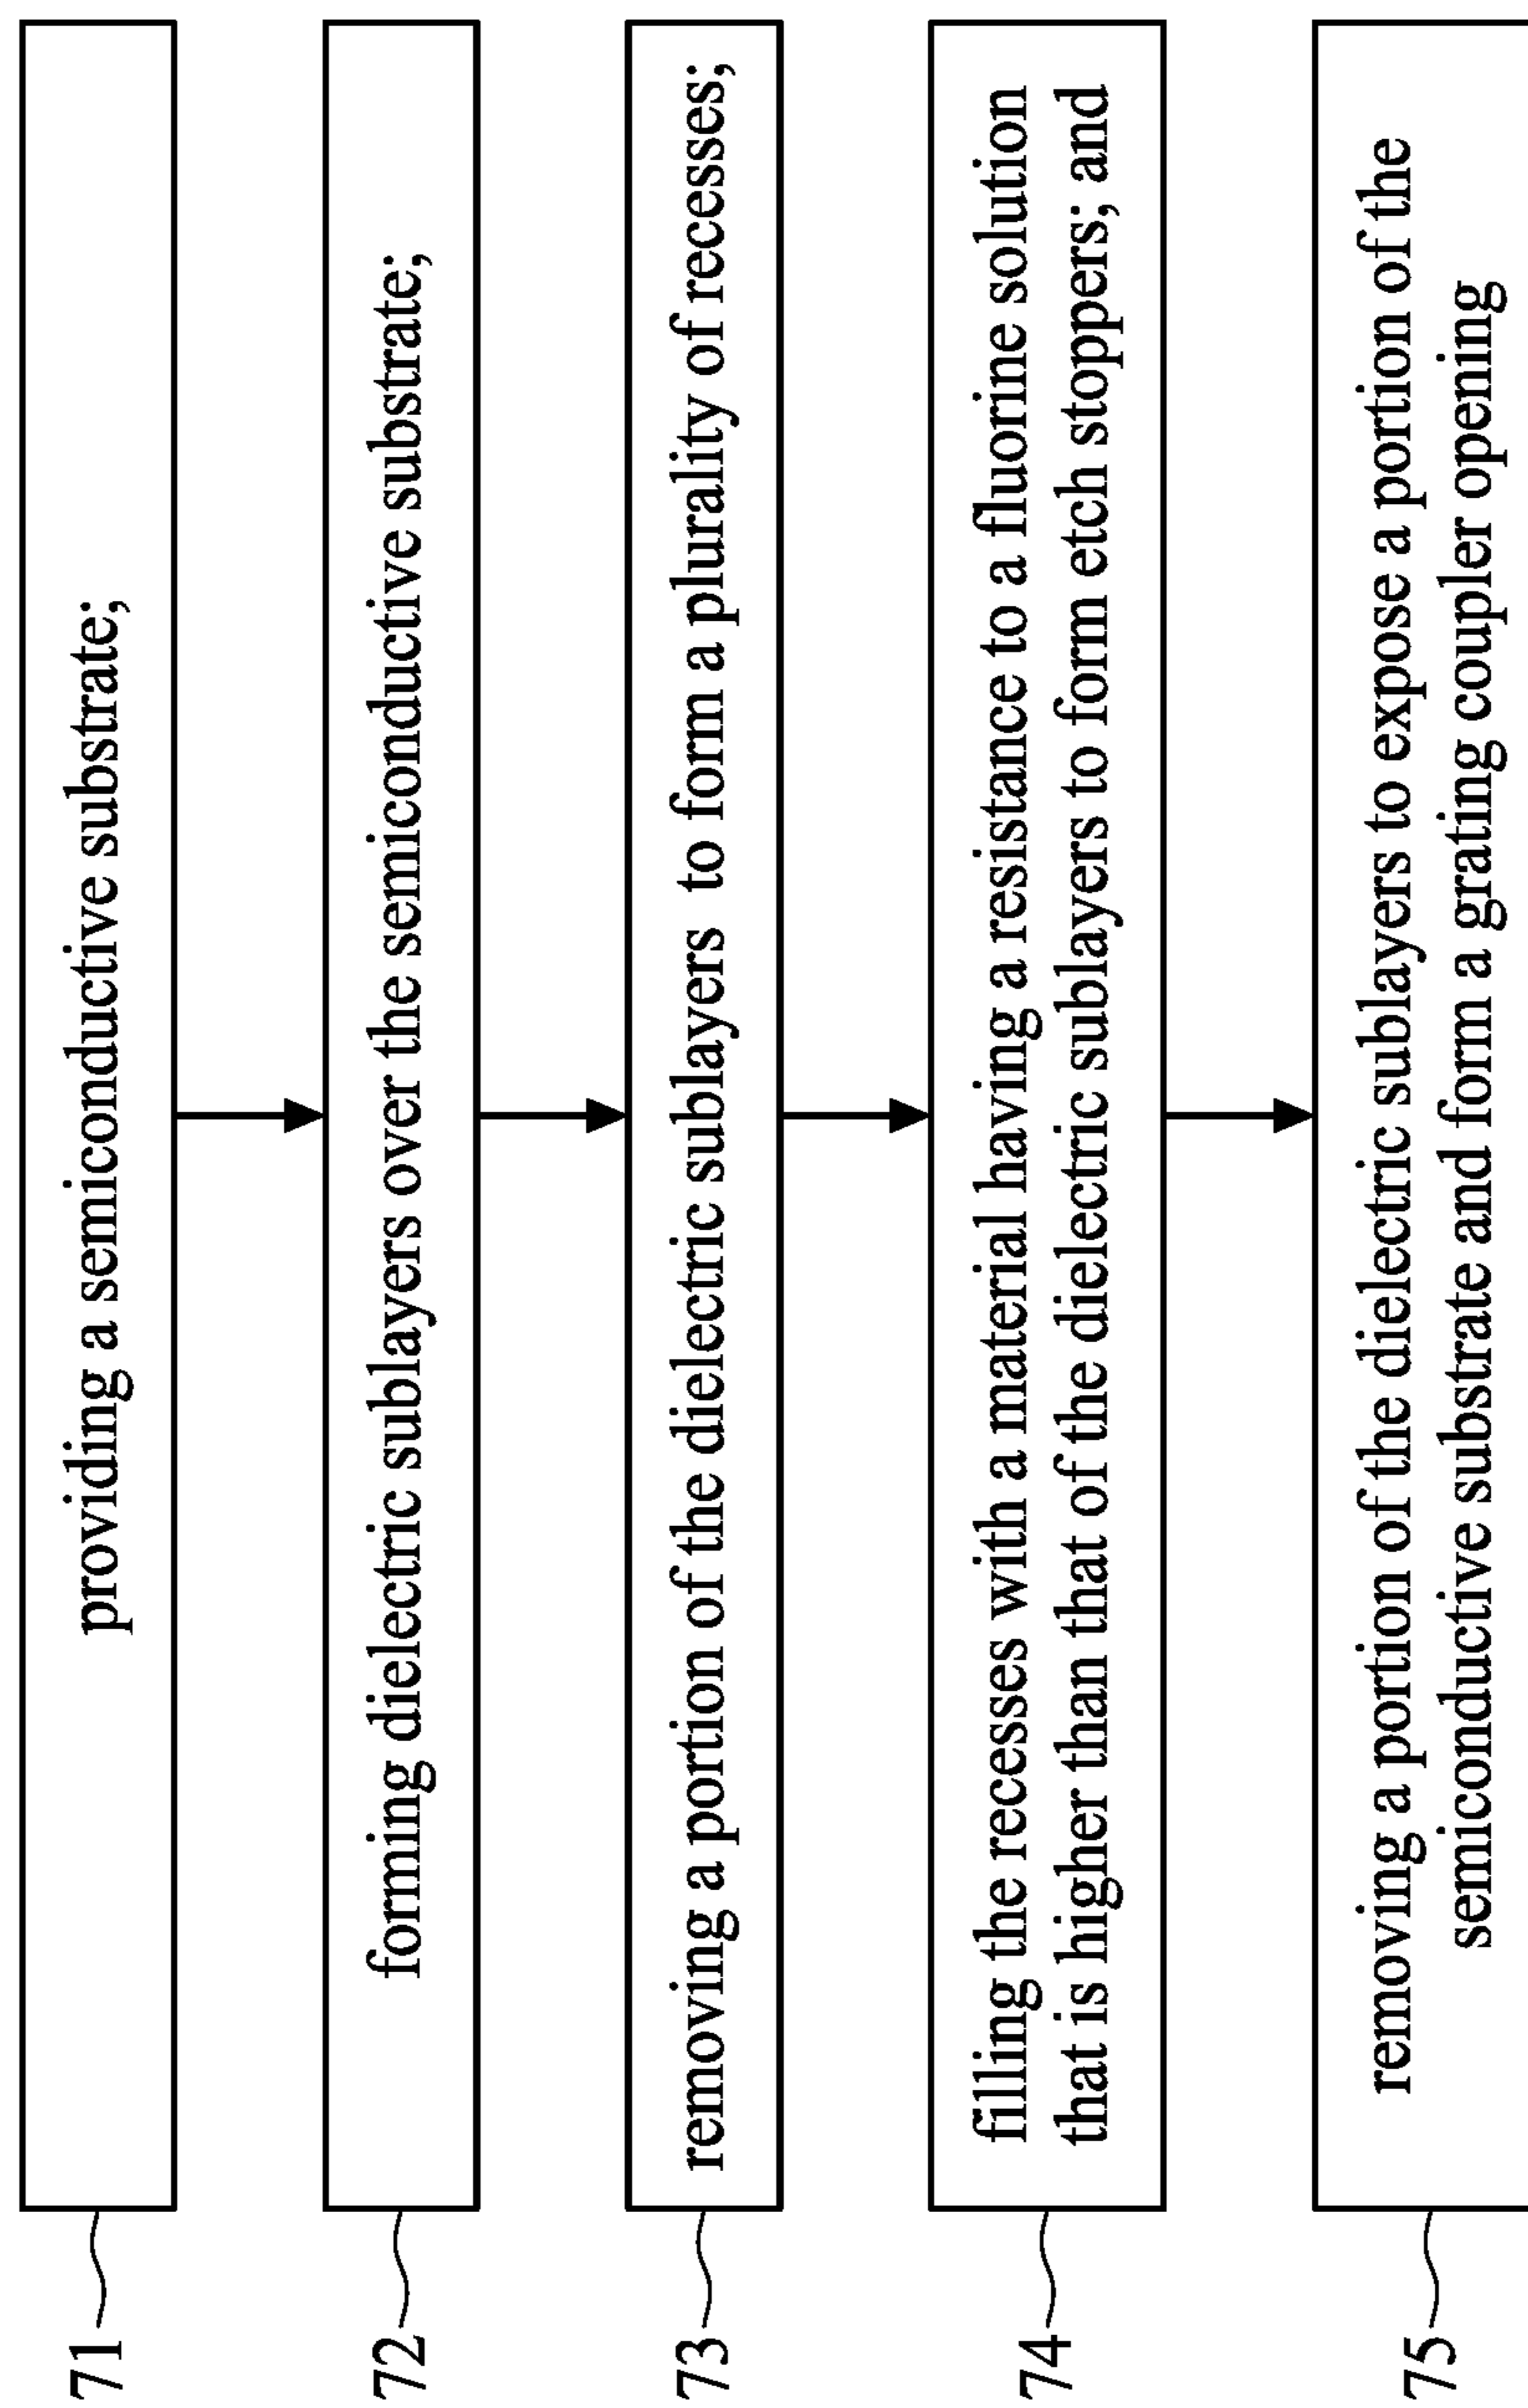 71
providing a semiconductive substrate;
72
forming dielectric sublayers over the semiconductive substrate;
73
removing a portion of the dielectric sublayers to form a plurality of recesses;
74
filling the recesses with a material having a resistance to a fluorine solution
that is higher than that of the dielectric sublayers to form etch stoppers; and
75
removing a portion of the dielectric sublayers to expose a portion of the
semiconductive substrate and form a grating coupler opening